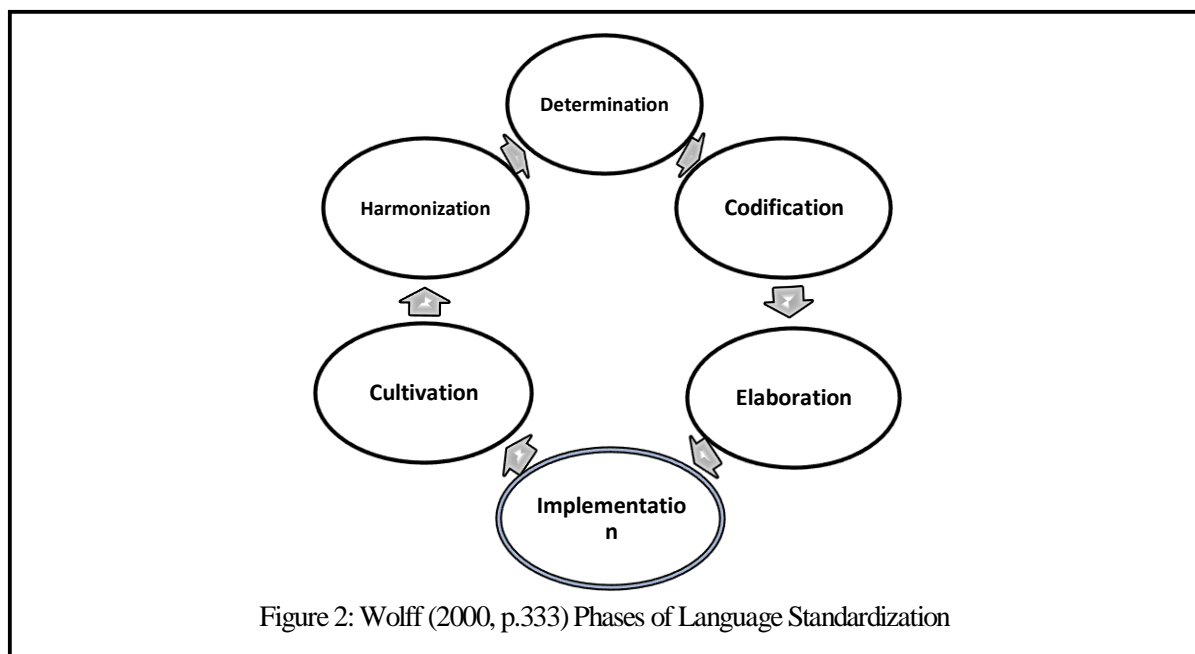 Determination
Harmonization
Codification
Cultivation
Elaboration
Implementatio
n
Figure 2: Wolff (2000, p.333) Phases of Language Standardization